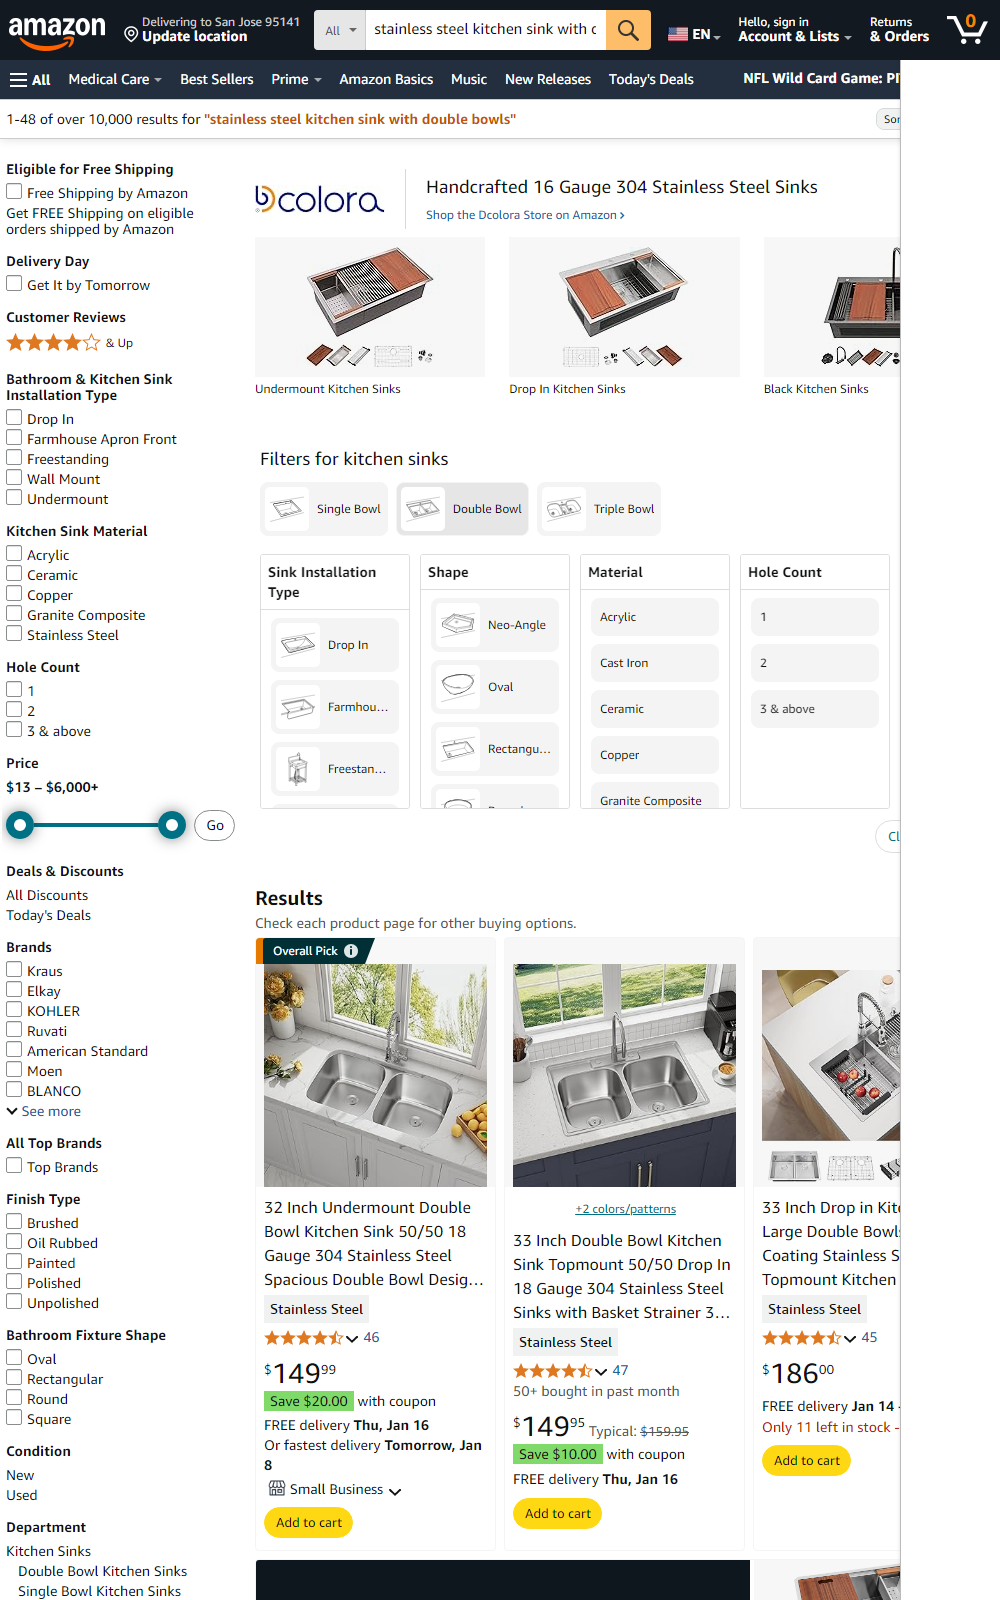 amazon
Delivering to San Jose 95141
Update location
All
stainless steel kitchen sink with
EN
Hello, sign in
Account & Lists
Returns
& Orders
0
All
Medical Care
Best Sellers
Prime
Amazon Basics
Music
New Releases
Today's Deals
NFL Wild Card Game:
1-48 of over 10,000 results for "stainless steel kitchen sink with double bowls"
Eligible for Free Shipping
Free Shipping by Amazon
Get FREE Shipping on eligible
orders shipped by Amazon
Delivery Day
Get It by Tomorrow
Customer Reviews
& Up
Bathroom & Kitchen Sink
Installation Type
Drop In
Farmhouse Apron Front
Freestanding
Wall Mount
Undermount
Kitchen Sink Material
Acrylic
Ceramic
Copper
Granite Composite
Stainless Steel
Hole Count
1
2
3 & above
Price
$13 – $6,000+
Go
Deals & Discounts
All Discounts
Today's Deals
Brands
Kraus
Elkay
KOHLER
Ruvati
American Standard
Moen
BLANCO
See more
All Top Brands
Top Brands
Finish Type
Brushed
Oil Rubbed
Painted
Polished
Unpolished
Bathroom Fixture Shape
Oval
Rectangular
Round
Square
Condition
New
Used
Department
Kitchen Sinks
Double Bowl Kitchen Sinks
Single Bowl Kitchen Sinks
Dcolora
Handcrafted 16 Gauge 304 Stainless Steel Sinks
Shop the Dcolora Store on Amazon ›
Undermount Kitchen Sinks
Drop In Kitchen Sinks
Black Kitchen Sinks
Filters for kitchen sinks
Single Bowl
Double Bowl
Triple Bowl
Sink Installation
Type
Drop In
Farmhou...
Freestan...
Shape
Neo-Angle
Oval
Rectangu...
Material
Acrylic
Cast Iron
Ceramic
Copper
Granite Composite
Hole Count
1
2
3 & above
Results
Check each product page for other buying options.
Overall Pick
32 Inch Undermount Double
Bowl Kitchen Sink 50/50 18
Gauge 304 Stainless Steel
Spacious Double Bowl Desig...
Stainless Steel
46
$149.99
Save $20.00 with coupon
FREE delivery Thu, Jan 16
Or fastest delivery Tomorrow, Jan
8
Small Business
Add to cart
+2 colors/patterns
33 Inch Double Bowl Kitchen
Sink Topmount 50/50 Drop In
18 Gauge 304 Stainless Steel
Sinks with Basket Strainer 3...
Stainless Steel
47
50+ bought in past month
$149.95 Typical: $159.95
Save $10.00 with coupon
FREE delivery Thu, Jan 16
Add to cart
33 Inch Drop in
Large Double
Coating Stainless
Topmount Kitchen
Stainless Steel
45
$186.00
FREE delivery Jan 14 -
Only 11 left in stock -
Add to cart